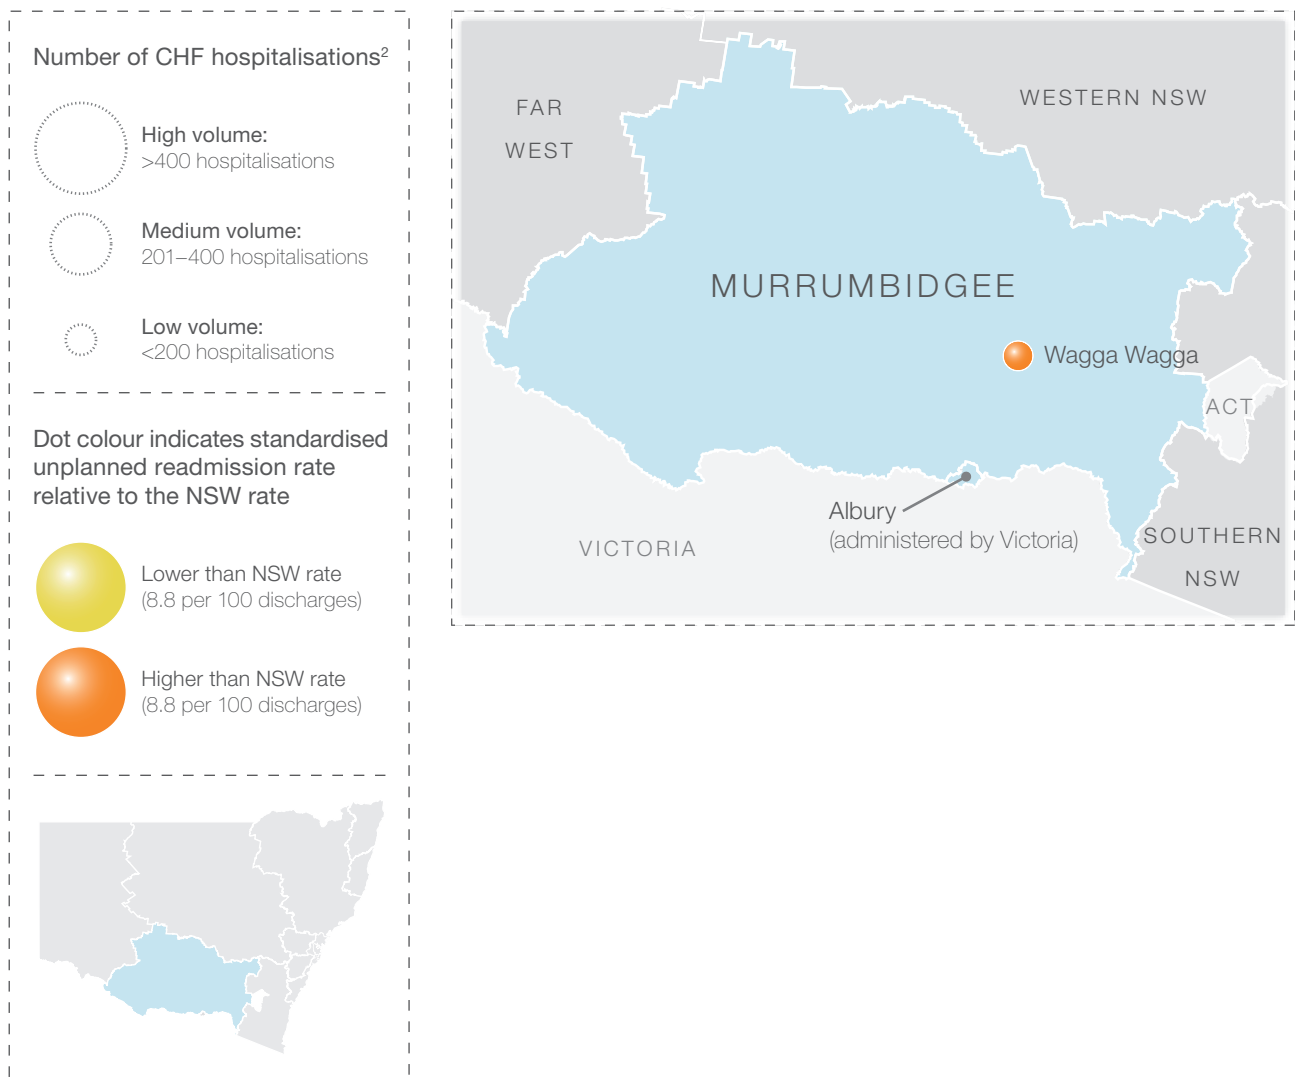 Number of CHF hospitalisations²
High volume:
>400 hospitalisations
Medium volume:
201–400 hospitalisations
Low volume:
<200 hospitalisations
Dot colour indicates standardised
unplanned readmission rate
relative to the NSW rate
Lower than NSW rate
(8.8 per 100 discharges)
Higher than NSW rate
(8.8 per 100 discharges)
FAR
WEST
WESTERN NSW
MURRUMBIDGEE
Wagga Wagga
ACT
Albury
(administered by Victoria)
VICTORIA
SOUTHERN
NSW